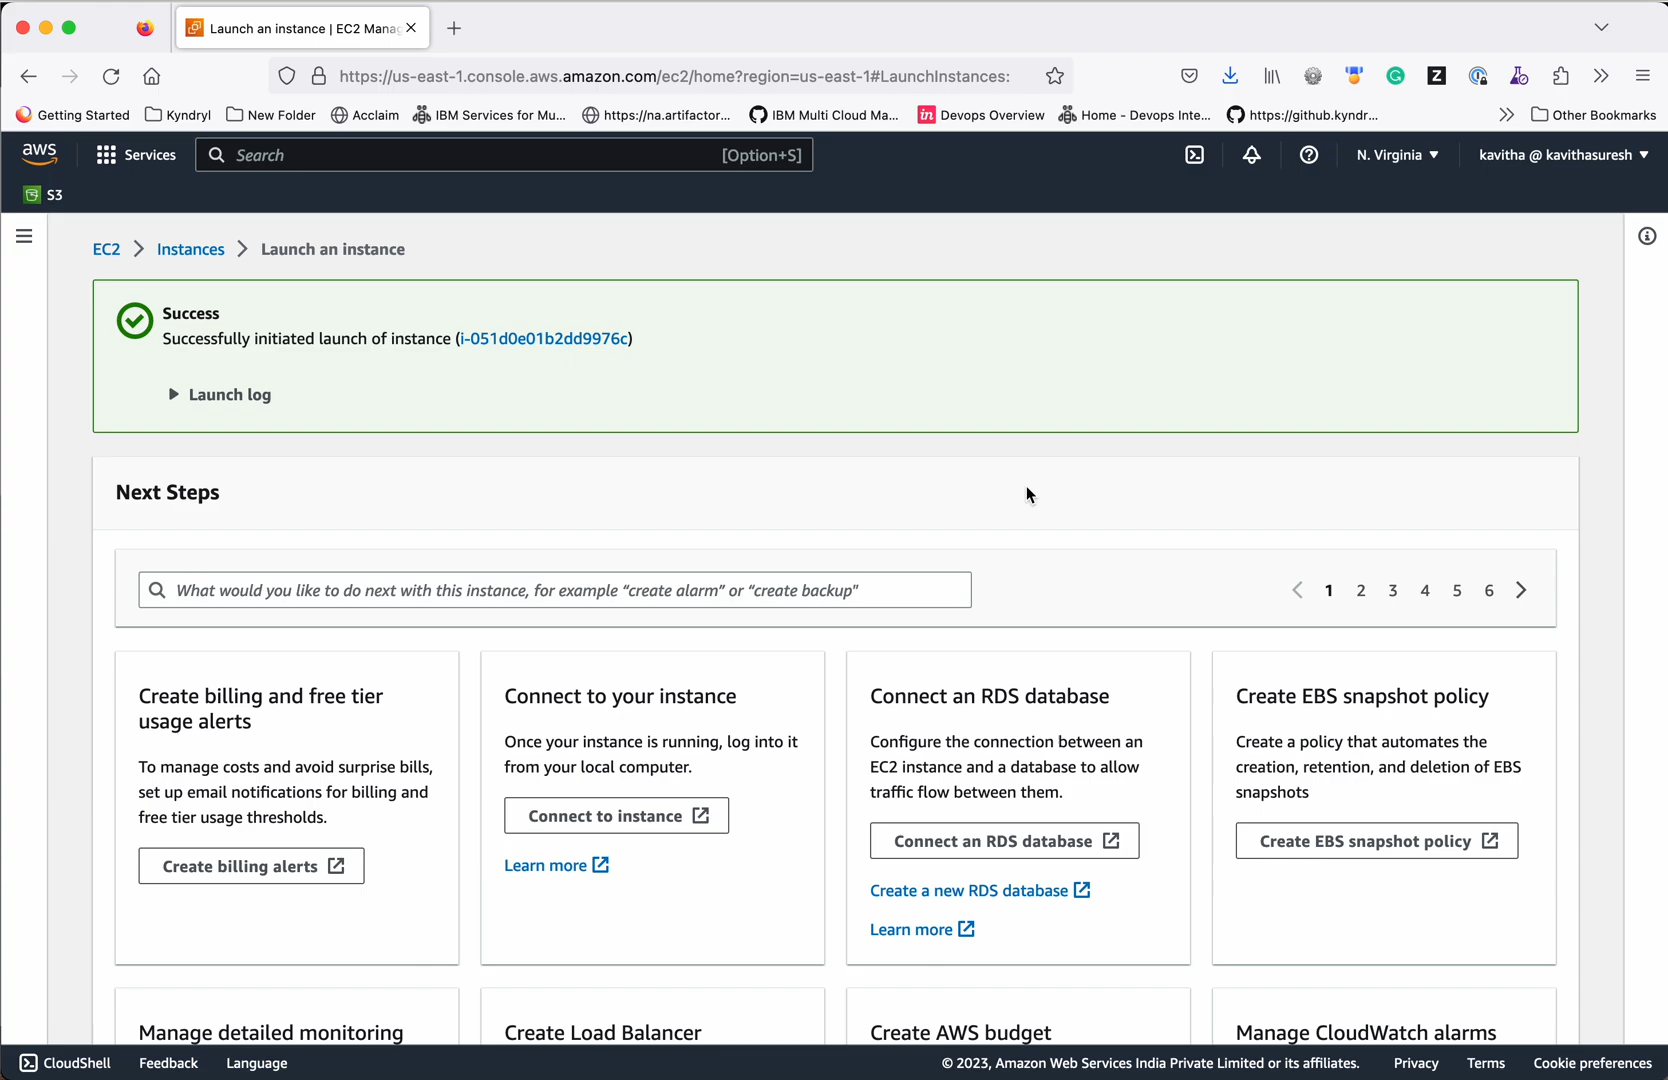 Launch an instance | EC2 Mana
https://us-east-1.console.aws.amazon.com/ec2/home?region=us-east-1#LaunchInstances:
Getting Started Kyndryl New Folder Acclaim IBM Services for Mu... https://na.artifactor... IBM Multi Cloud Ma... Devops Overview Home - Devops Inte... https://github.kyndr... Other Bookmarks
aws Services Search [Option+S] N. Virginia kavitha @ kavithasuresh
S3
EC2 Instances Launch an instance
Success
Successfully initiated launch of instance (i-051d0e01b2dd9976c)
Launch log
Next Steps
What would you like to do next with this instance, for example “create alarm” or “create backup" 1 2 3 4 5 6
Create billing and free tier
usage alerts
To manage costs and avoid surprise bills,
set up email notifications for billing and
free tier usage thresholds.
Create billing alerts
Connect to your instance
Once your instance is running, log into it
from your local computer.
Connect to instance
Learn more
Connect an RDS database
Configure the connection between an
EC2 instance and a database to allow
traffic flow between them.
Connect an RDS database
Create a new RDS database
Learn more
Create EBS snapshot policy
Create a policy that automates the
creation, retention, and deletion of EBS
snapshots
Create EBS snapshot policy
Manage detailed monitoring
Create Load Balancer
Create AWS budget
Manage CloudWatch alarms
CloudShell Feedback Language © 2023, Amazon Web Services India Private Limited or its affiliates. Privacy Terms Cookie preferences